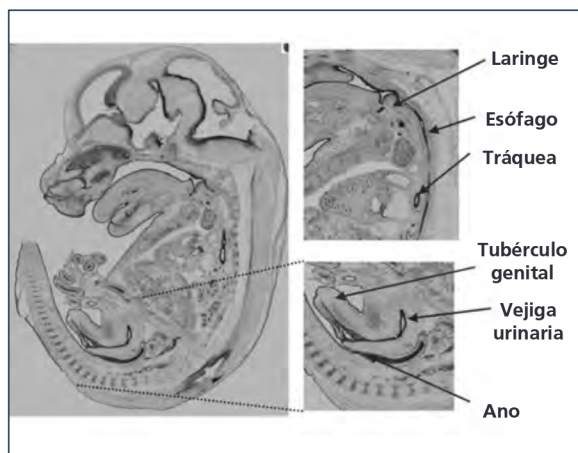 Laringe
Esófago
Tráquea
Tubérculo
genital
Vejiga
urinaria
Ano